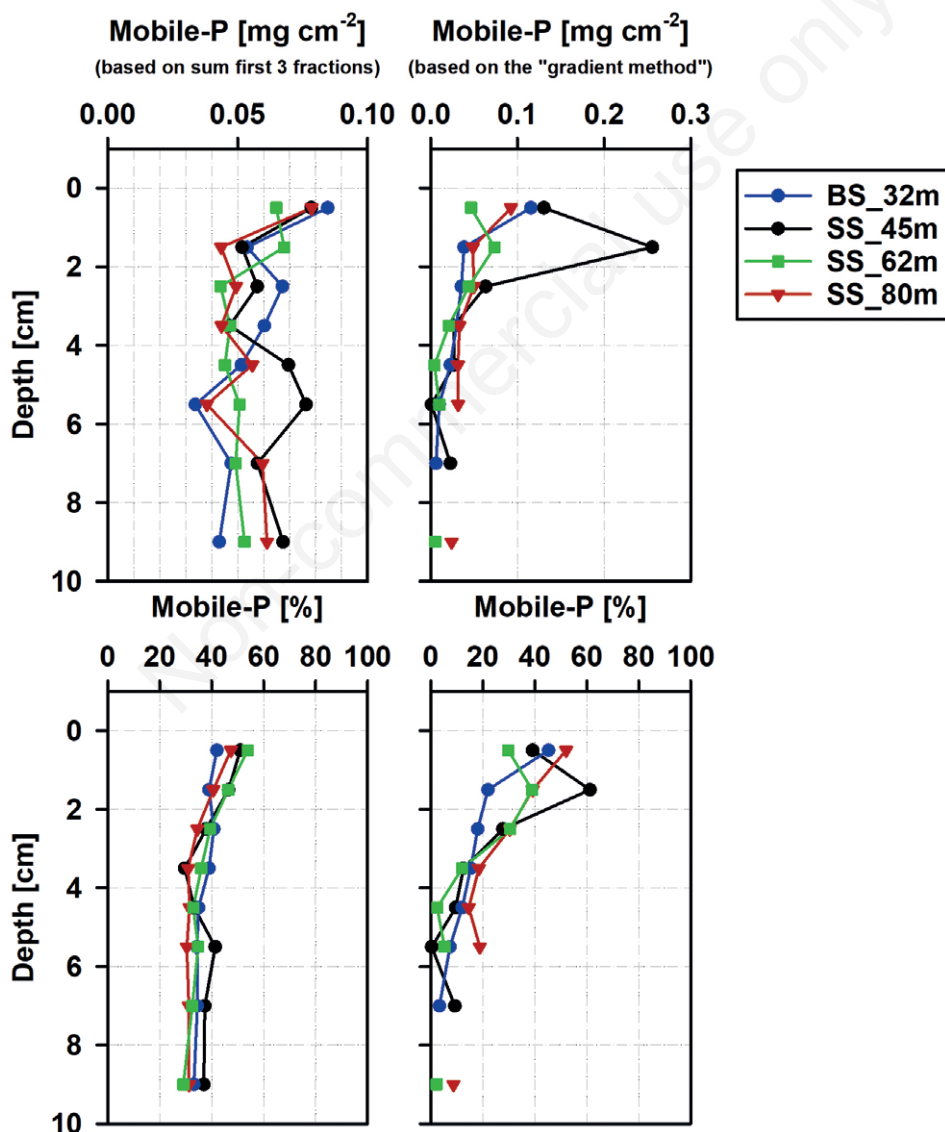 Mobile-P [mg cm-2] Mobile-P [mg cm-2]
(based on sum first 3 fractions) (based on the "gradient method")
0.00 0.05 0.10 0.0 0.1 0.2 0.3
0
2
4
6
8
10
Depth [cm]
BS_32m
SS_45m
SS_62m
SS_80m
Mobile-P [%] Mobile-P [%]
0 20 40 60 80 100 0 20 40 60 80 100
0
2
4
6
8
10
Depth [cm]
Non-commercial use only